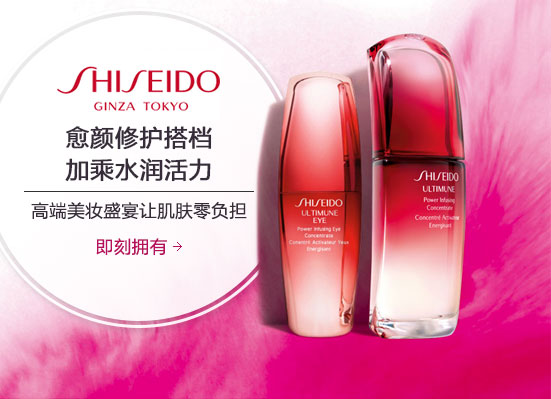 SHISEIDO
GINZA TOKYO
愈颜修护搭档
加乘水润活力
高端美妆盛宴让肌肤零负担
即刻拥有
SHISEIDO
ULTIMUNE
EYE
Power Infusing Eye
Concentrate
Concentré Activateur Yeux
Énergisant
SHISEIDO
ULTIMUNE
Power Infusing
Concentrate
Concentré Activateur
Énergisant